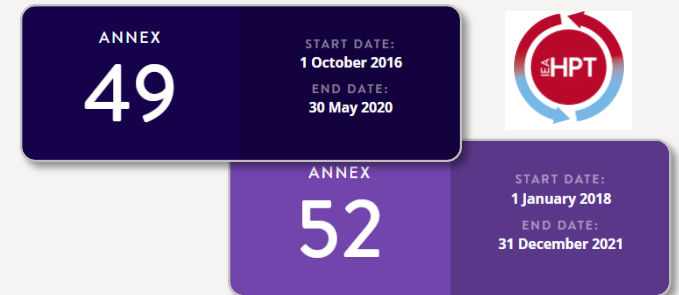 ANNEX
49
START DATE:
1 October 2016
END DATE:
30 May 2020
IEA HPT
ANNEX
52
START DATE:
1 January 2018
END DATE:
31 December 2021